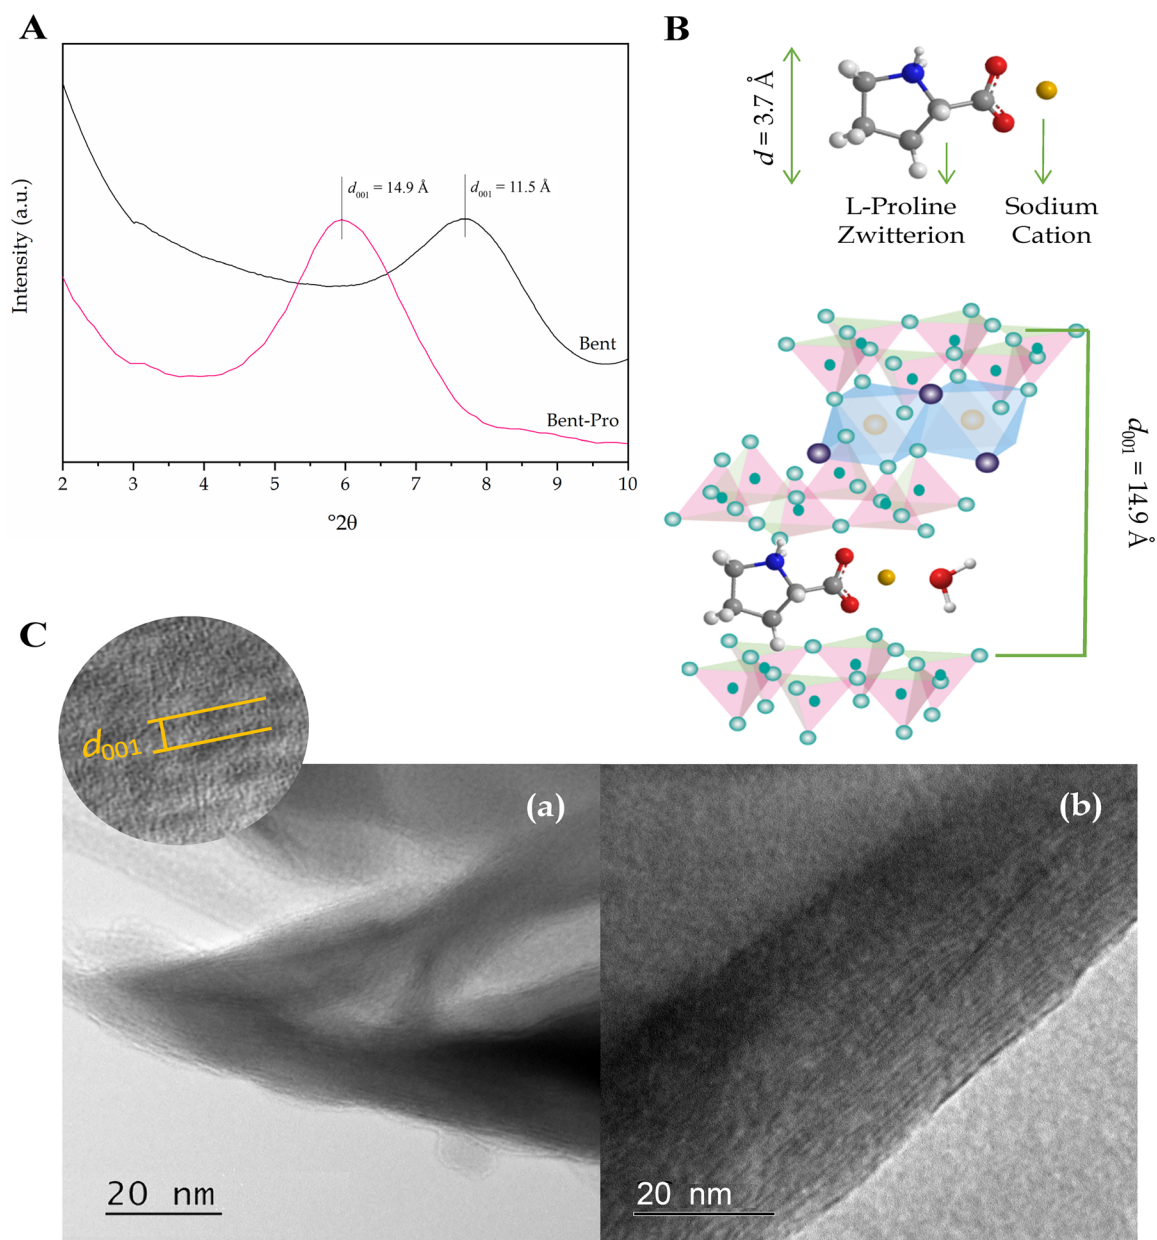 A
Intensity (a.u.)
d001 = 14.9 Å
d001 = 11.5 Å
Bent
Bent-Pro
2 3 4 5 6 7 8 9 10
°2θ
B
d = 3.7 Å
L-Proline
Zwitterion
Sodium
Cation
d001 = 14.9 Å
C
d001
(a)
20 nm
(b)
20 nm